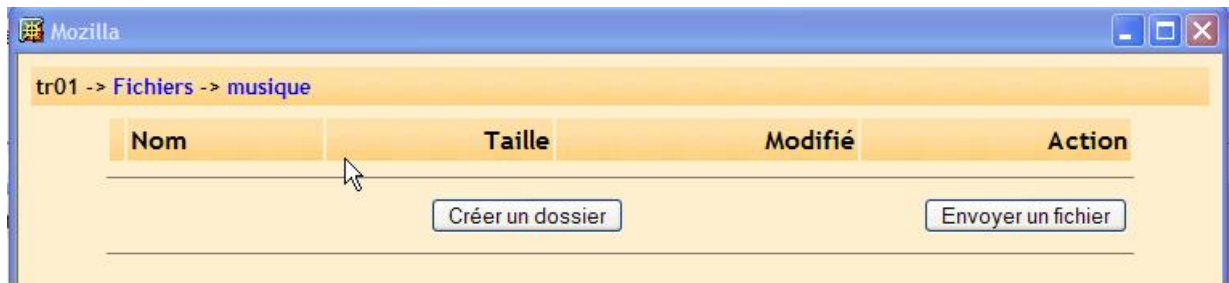 Mozilla
tr01 -> Fichiers -> musique
Nom Taille Modifié Action
Créer un dossier Envoyer un fichier